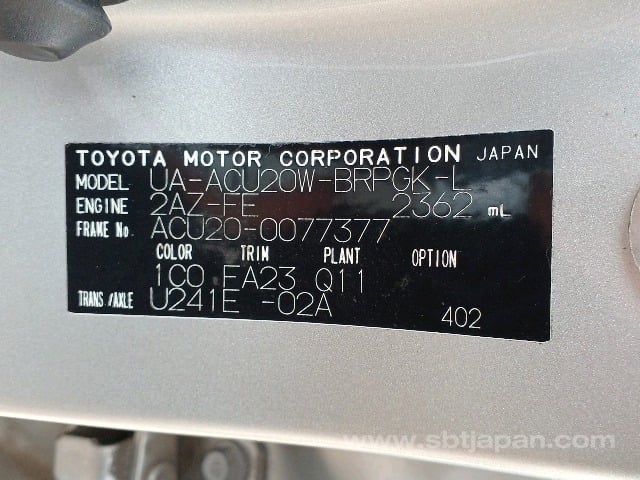 TOYOTA MOTOR CORPORATION JAPAN
MODEL UA-ACU20W-BRPGK-L
ENGINE 2AZ-FE 2362 mL
FRAME No. ACU20-0077377
COLOR TRIM PLANT OPTION
1C0 FA23 Q11
TRANS./AXLE U241E -02A 402
www.sbtjapan.com